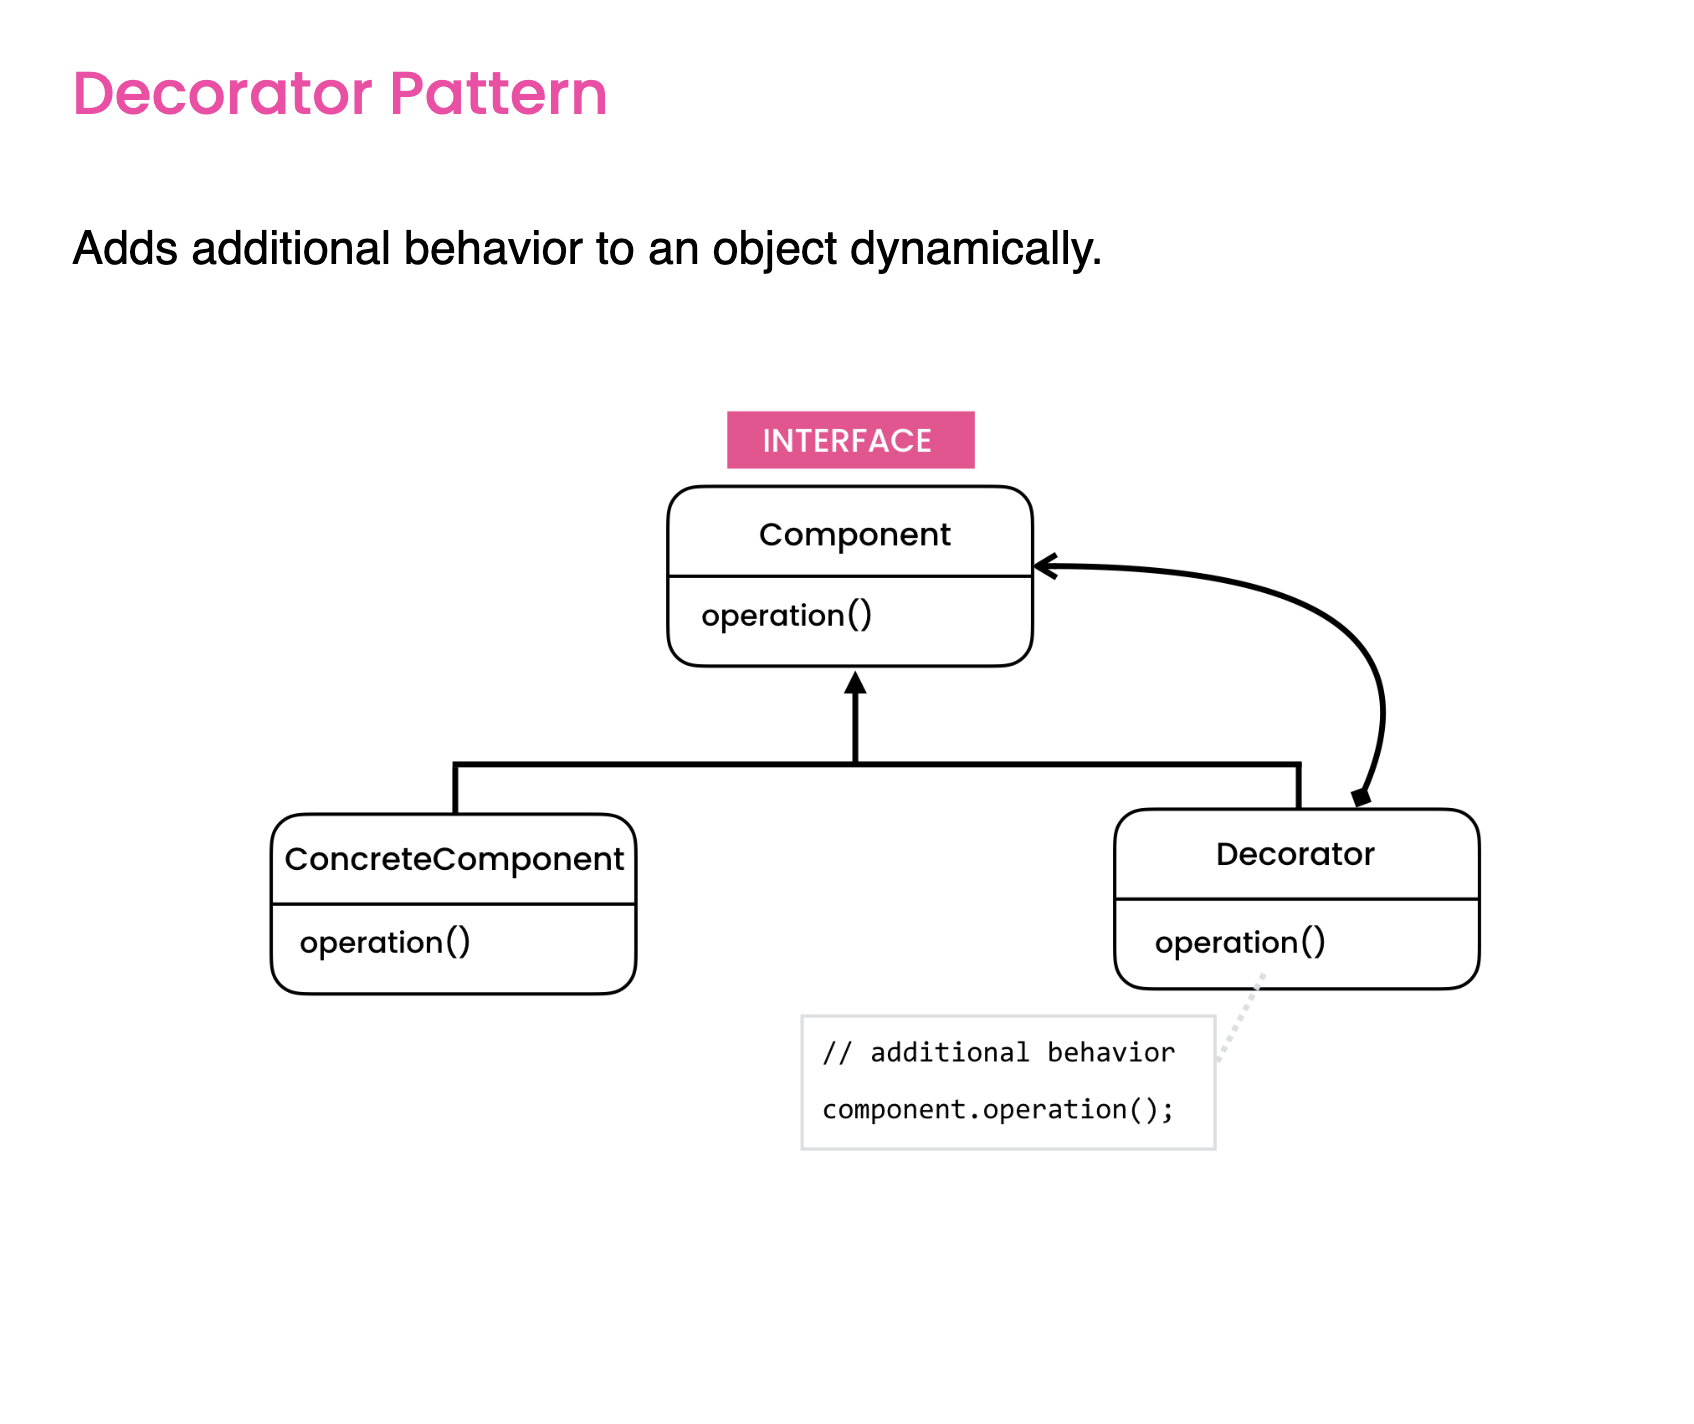 Decorator Pattern
Adds additional behavior to an object dynamically.
INTERFACE
Component
operation()
ConcreteComponent
operation()
Decorator
operation()
// additional behavior
component.operation();